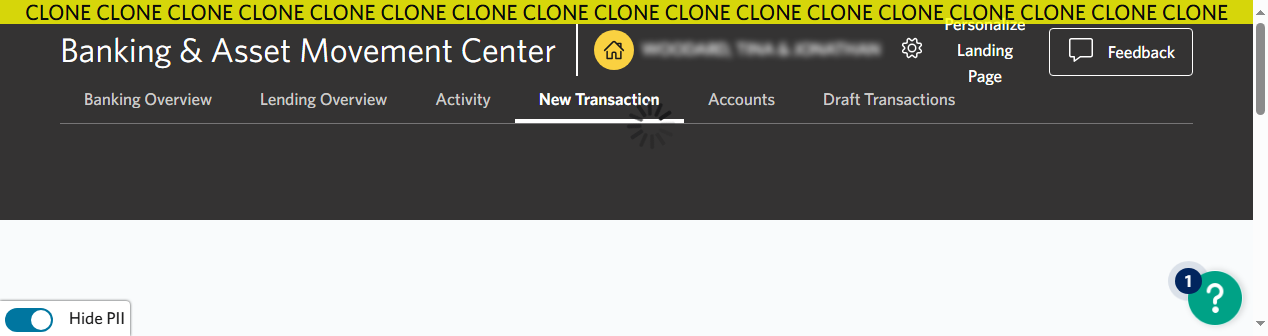 CLONE CLONE CLONE CLONE CLONE CLONE CLONE CLONE CLONE CLONE CLONE CLONE CLONE CLONE CLONE CLONE CLONE
Banking & Asset Movement Center
Personalize
Landing
Page
Feedback
Banking Overview Lending Overview Activity New Transaction Accounts Draft Transactions
1
?
Hide PII